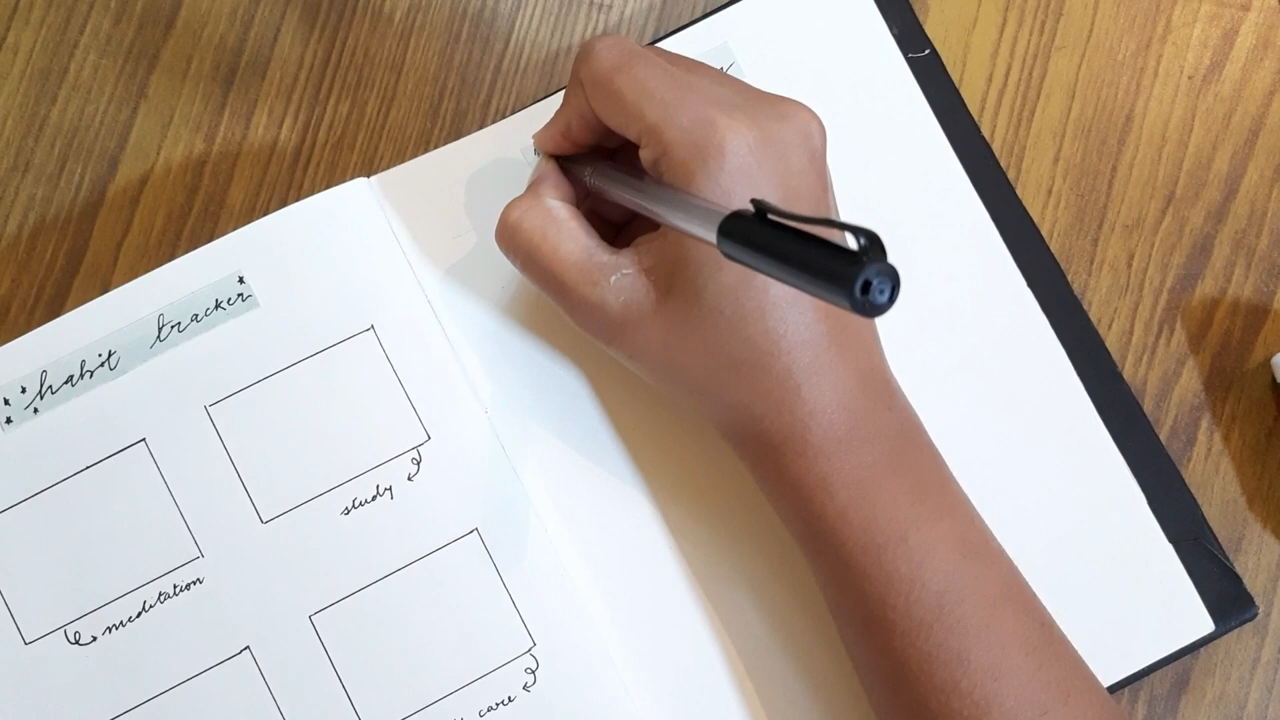 habit tracker
study
meditation
care